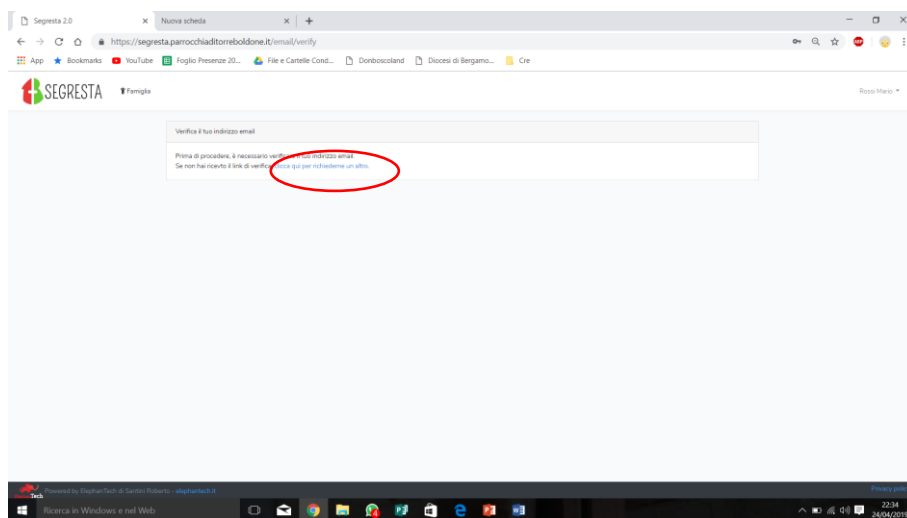 Segresta 2.0
Nuova scheda
https://segresta.parrocchiaditorreboldone.it/email/verify
App
Bookmarks
YouTube
Foglio Presenze 20...
File e Cartelle Cond...
Donboscoland
Diocesi di Bergamo...
Cre
SEGRESTA
Famiglia
Rossi Mario
Verifica il tuo indirizzo email
Prima di procedere, è necessario il tuo indirizzo email.
Se non hai ricevto il link di verifica clicca qui per richiederne un altro.
Tech
Powered by ElephanTech di Santini Roberto - elephantech.it
Privacy polic
Ricerca in Windows e nel Web
22:34
24/04/2019